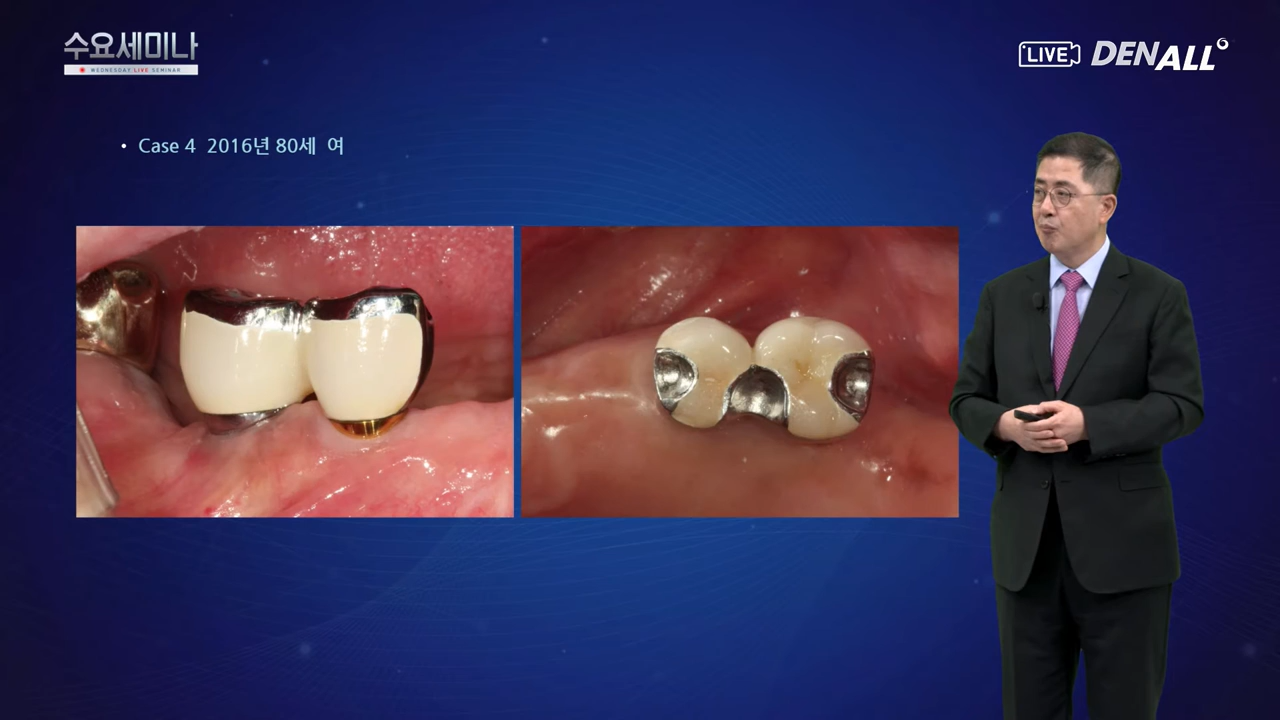 수요세미나
WEDNESDAY LIVE SEMINAR
LIVE DENALL
• Case 4 2016년 80세 여